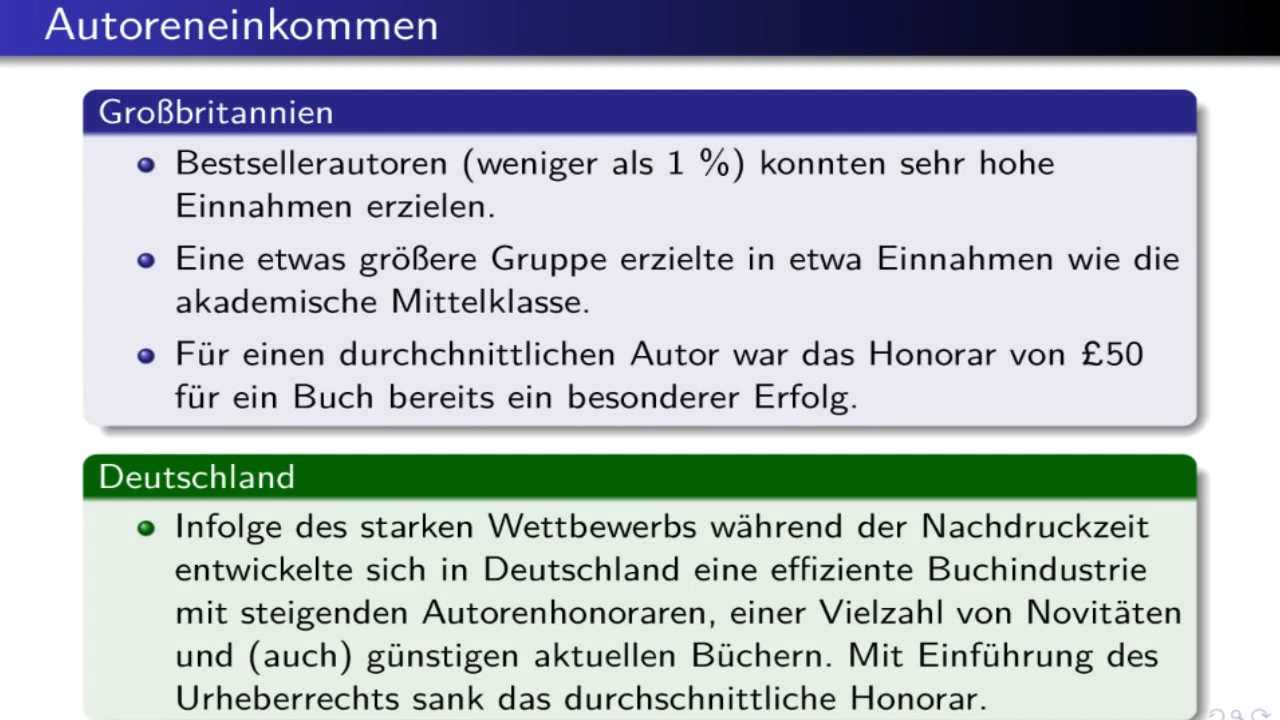 Autoreneinkommen
Großbritannien
Bestsellerautoren (weniger als 1 %) konnten sehr hohe
Einnahmen erzielen.
Eine etwas größere Gruppe erzielte in etwa Einnahmen wie die
akademische Mittelklasse.
Für einen durchchnittlichen Autor war das Honorar von £50
für ein Buch bereits ein besonderer Erfolg.
Deutschland
Infolge des starken Wettbewerbs während der Nachdruckzeit
entwickelte sich in Deutschland eine effiziente Buchindustrie
mit steigenden Autorenhonoraren, einer Vielzahl von Novitäten
und (auch) günstigen aktuellen Büchern. Mit Einführung des
Urheberrechts sank das durchschnittliche Honorar.